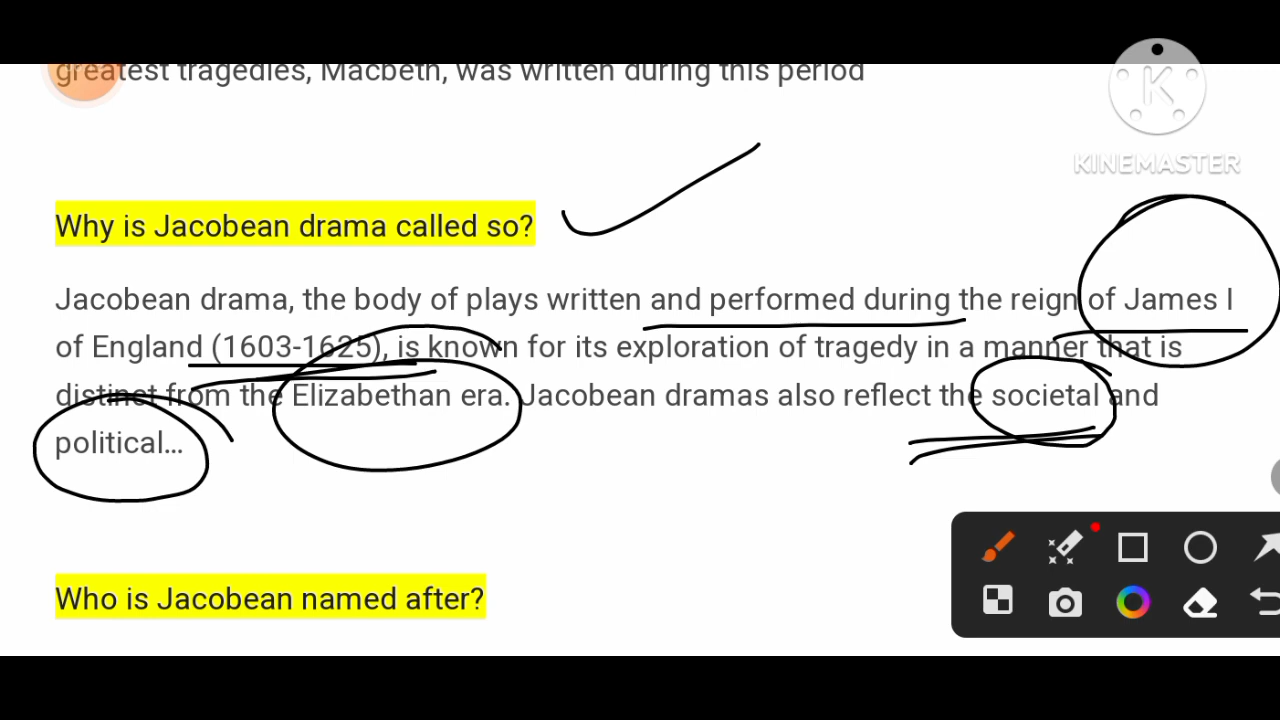 greatest tragedies, Macbeth, was written during this period
K
KINEMASTER
Why is Jacobean drama called so?
Jacobean drama, the body of plays written and performed during the reign of James I
of England (1603-1625), is known for its exploration of tragedy in a manner that is
distinct from the Elizabethan era. Jacobean dramas also reflect the societal and
political...
Who is Jacobean named after?